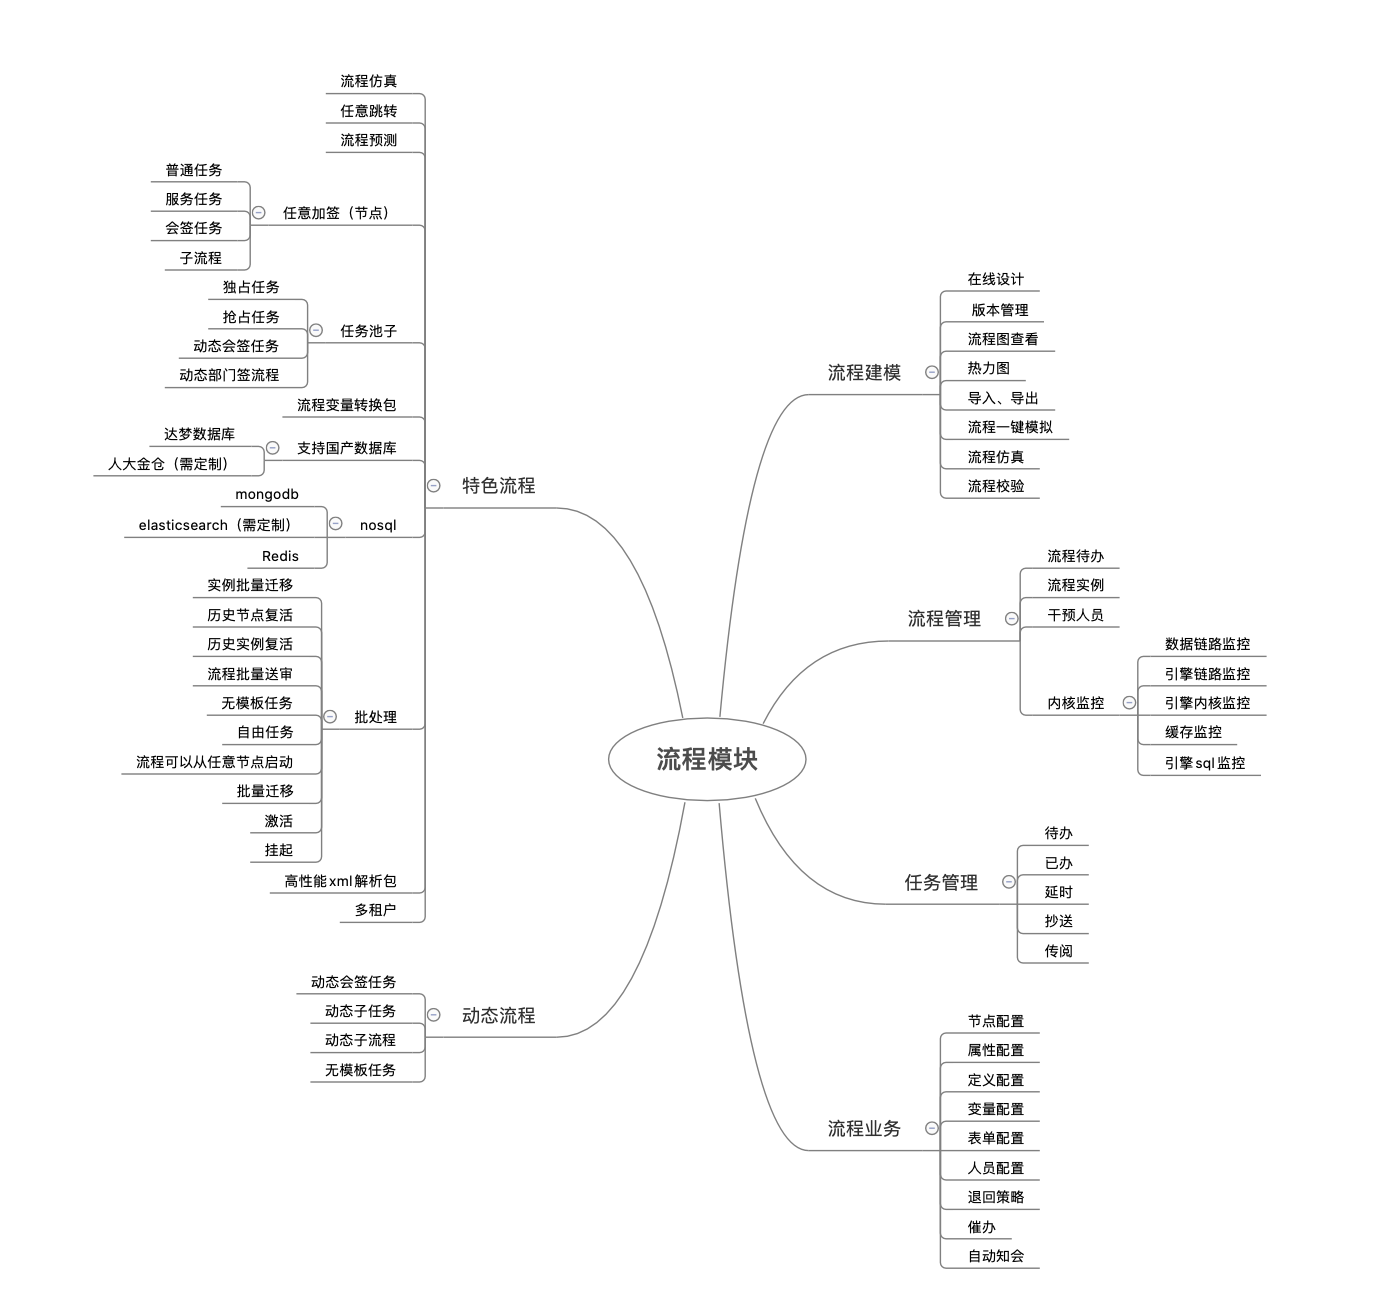 流程模块
流程建模
在线设计
版本管理
流程图查看
热力图
导入、导出
流程一键模拟
流程仿真
流程校验
流程管理
流程待办
流程实例
干预人员
内核监控
数据链路监控
引擎链路监控
引擎内核监控
缓存监控
引擎sql监控
任务管理
待办
已办
延时
抄送
传阅
流程业务
节点配置
属性配置
定义配置
变量配置
表单配置
人员配置
退回策略
催办
自动知会
特色流程
流程仿真
任意跳转
流程预测
任意加签（节点）
普通任务
服务任务
会签任务
子流程
任务池子
独占任务
抢占任务
动态会签任务
动态部门签流程
流程变量转换包
支持国产数据库
达梦数据库
人大金仓（需定制）
nosql
mongodb
elasticsearch（需定制）
Redis
批处理
实例批量迁移
历史节点复活
历史实例复活
流程批量送审
无模板任务
自由任务
流程可以从任意节点启动
批量迁移
激活
挂起
高性能xml解析包
多租户
动态流程
动态会签任务
动态子任务
动态子流程
无模板任务